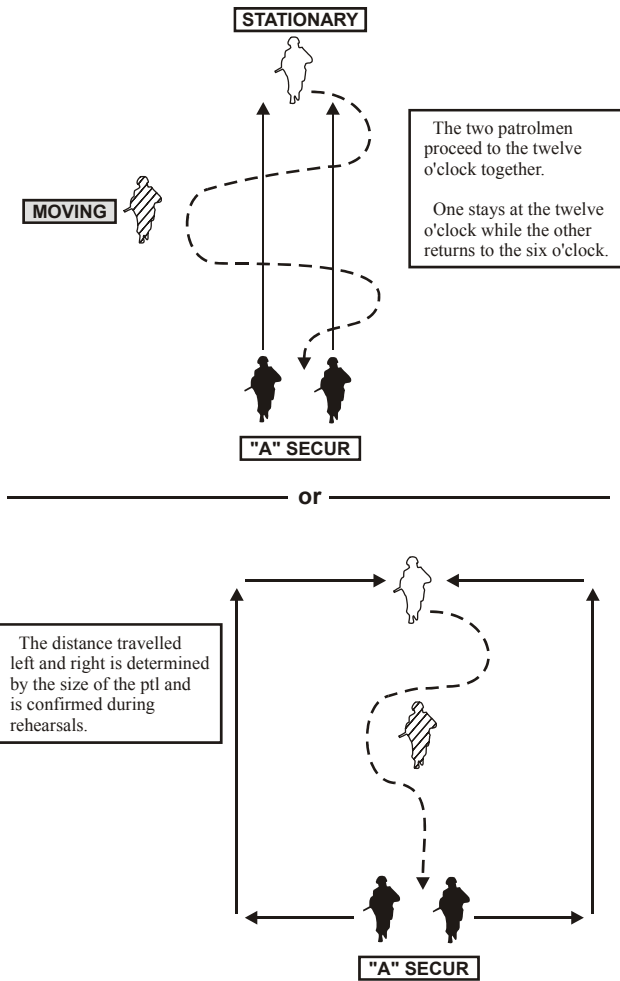 STATIONARY
The two patrolmen
proceed to the twelve
o'clock together.
One stays at the twelve
o'clock while the other
returns to the six o'clock.
MOVING
"A" SECUR
or
The distance travelled
left and right is determined
by the size of the ptl and
is confirmed during
rehearsals.
"A" SECUR